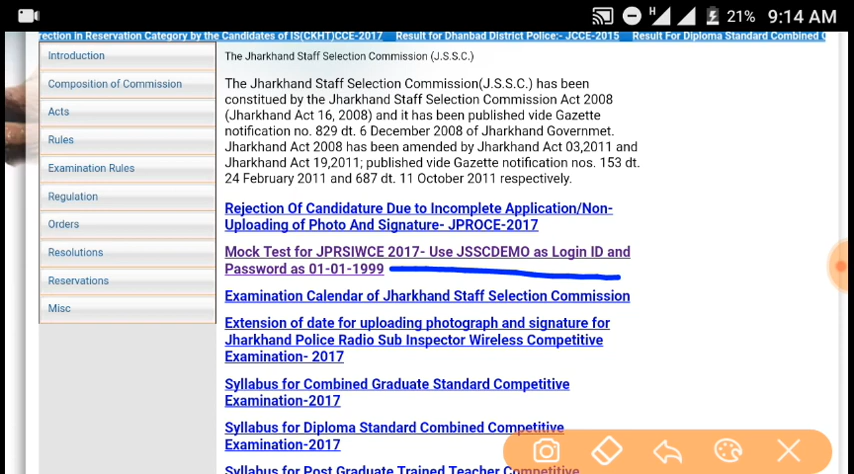 H
21% 9:14 AM
rection in Reservation Category by the Candidates of IS(CKHT)CCE-2017 Result for Dhanbad District Police:- JCCE-2015 Result For Diploma Standard Combined
Introduction
Composition of Commission
Acts
Rules
Examination Rules
Regulation
Orders
Resolutions
Reservations
Misc
The Jharkhand Staff Selection Commission (J.S.S.C.)
The Jharkhand Staff Selection Commission(J.S.S.C.) has been
constitued by the Jharkhand Staff Selection Commission Act 2008
(Jharkhand Act 16, 2008) and it has been published vide Gazette
notification no. 829 dt. 6 December 2008 of Jharkhand Governmet.
Jharkhand Act 2008 has been amended by Jharkhand Act 03,2011 and
Jharkhand Act 19,2011; published vide Gazette notification nos. 153 dt.
24 February 2011 and 687 dt. 11 October 2011 respectively.
Rejection Of Candidature Due to Incomplete Application/Non-
Uploading of Photo And Signature- JPROCE-2017
Mock Test for JPRSIWCE 2017- Use JSSCDEMO as Login ID and
Password as 01-01-1999
Examination Calendar of Jharkhand Staff Selection Commission
Extension of date for uploading photograph and signature for
Jharkhand Police Radio Sub Inspector Wireless Competitive
Examination- 2017
Syllabus for Combined Graduate Standard Competitive
Examination-2017
Syllabus for Diploma Standard Combined Competitive
Examination-2017
Syllabus for Post Graduate Trained Teacher Competitive